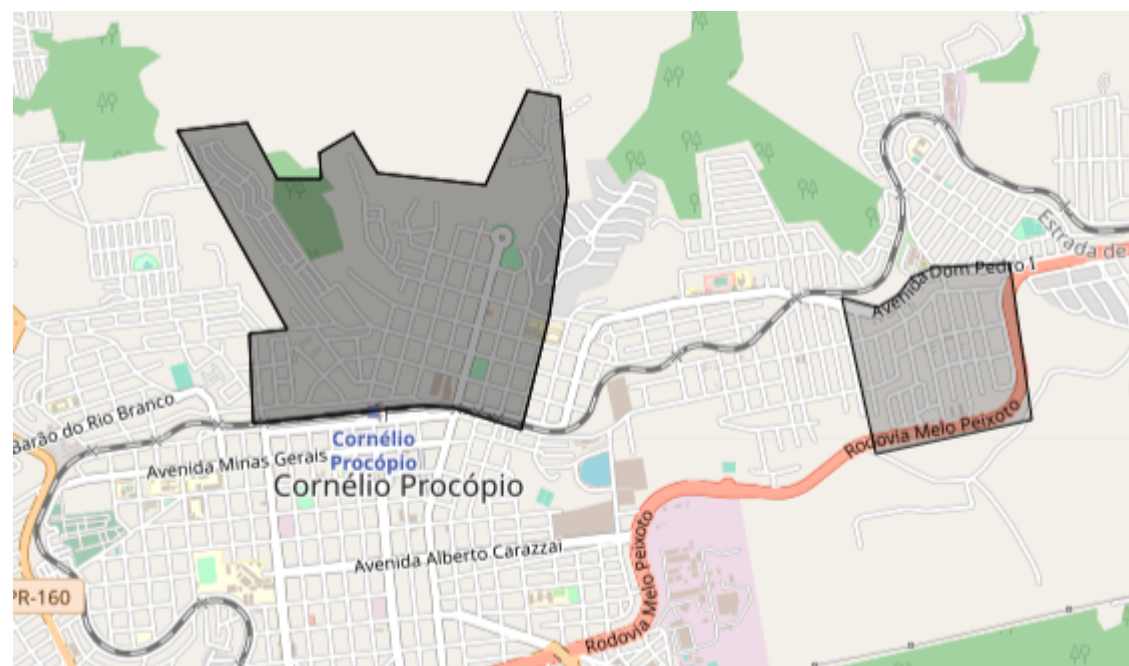 Estrada de
Avenida Dom Pedro I
Barão do Rio Branco
Cornélio
Procópio
Avenida Minas Gerais
Rodovia Melo Peixoto
Cornélio Procópio
Avenida Alberto Carazzai
Rodovia Melo Peixoto
PR-160
Rodovia Melo Peixoto